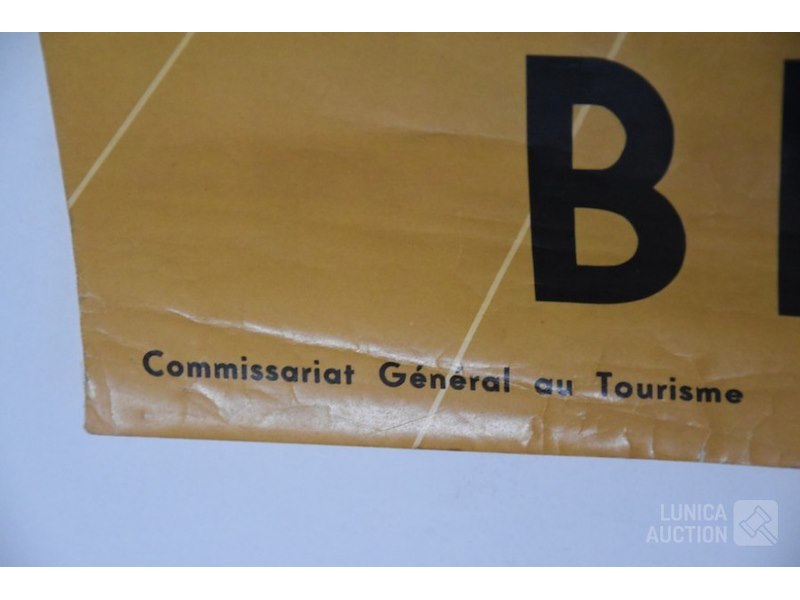 B
Commissariat Général au Tourisme
LUNICA
AUCTION